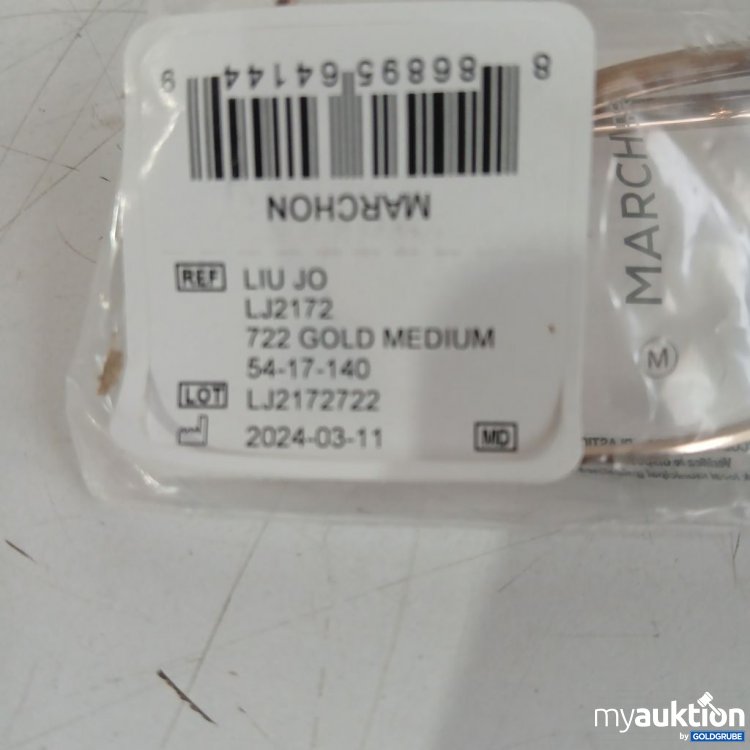 8 86895 64144 9
MARCHON
REF LIU JO
LJ2172
722 GOLD MEDIUM
54-17-140
LOT LJ2172722
2024-03-11 MD
MARCH
M
myauktion
by GOLDGRUBE